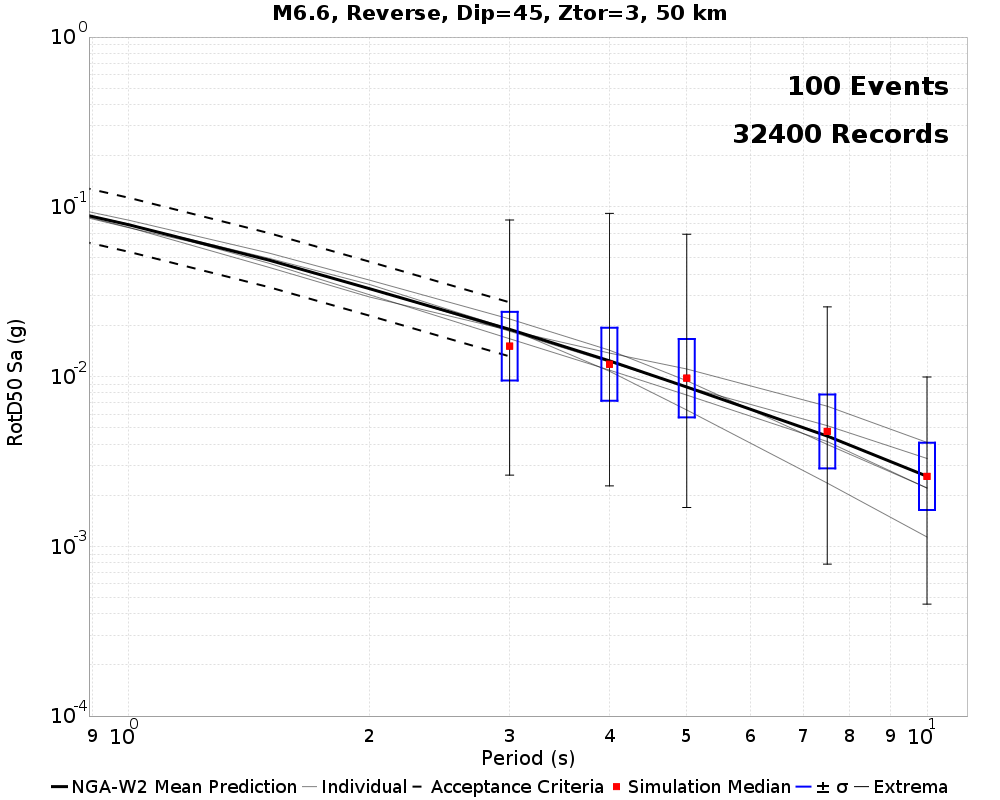 M6.6, Reverse, Dip=45, Ztor=3, 50 km
100 Events
32400 Records
10^0
10^-1
10^-2
10^-3
10^-4
RotD50 Sa (g)
9 10^0 2 3 4 5 6 7 8 9 10^1
Period (s)
NGA-W2 Mean Prediction Individual Acceptance Criteria Simulation Median ± σ Extrema